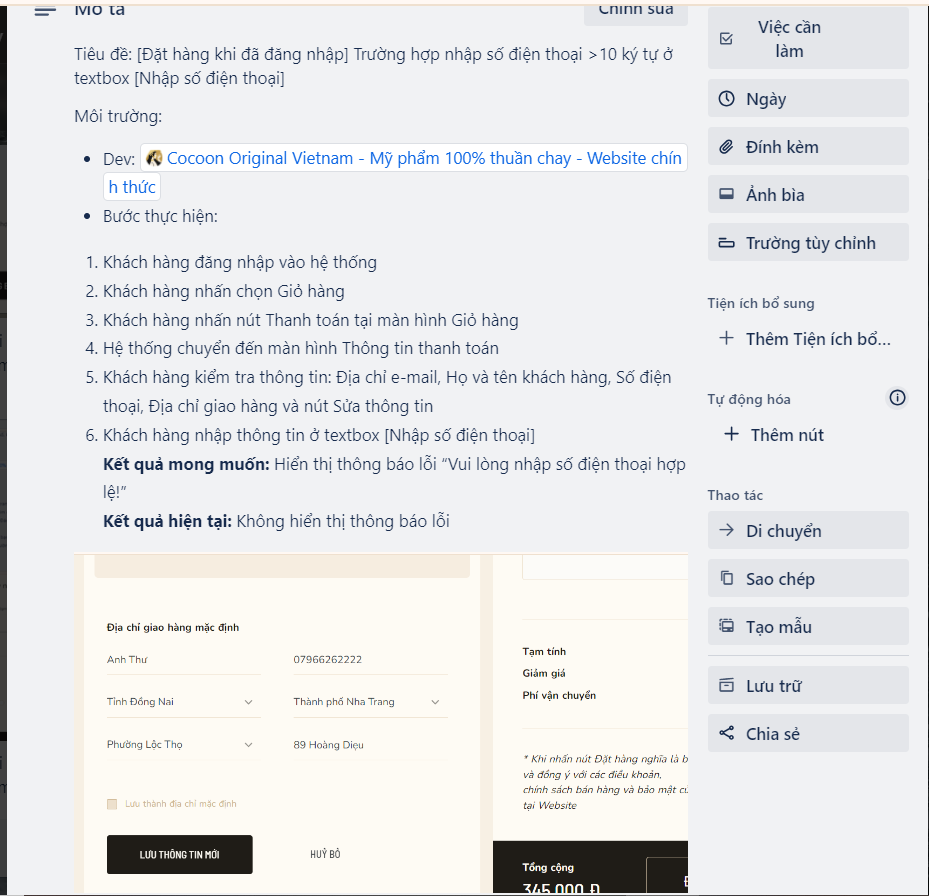 Mô tả
Chỉnh sửa
Tiêu đề: [Đặt hàng khi đã đăng nhập] Trường hợp nhập số điện thoại >10 ký tự ở
textbox [Nhập số điện thoại]
Môi trường:
Dev: Cocoon Original Vietnam - Mỹ phẩm 100% thuần chay - Website chín
h thức
Bước thực hiện:
1. Khách hàng đăng nhập vào hệ thống
2. Khách hàng nhấn chọn Giỏ hàng
3. Khách hàng nhấn nút Thanh toán tại màn hình Giỏ hàng
4. Hệ thống chuyển đến màn hình Thông tin thanh toán
5. Khách hàng kiểm tra thông tin: Địa chỉ e-mail, Họ và tên khách hàng, Số điện
thoại, Địa chỉ giao hàng và nút Sửa thông tin
6. Khách hàng nhập thông tin ở textbox [Nhập số điện thoại]
Kết quả mong muốn: Hiển thị thông báo lỗi “Vui lòng nhập số điện thoại hợp
lệ!”
Kết quả hiện tại: Không hiển thị thông báo lỗi
Địa chỉ giao hàng mặc định
Anh Thư
07966262222
Tỉnh Đồng Nai
Thành phố Nha Trang
Phường Lộc Thọ
89 Hoàng Diệu
Lưu thành địa chỉ mặc định
LƯU THÔNG TIN MỚI
HUỶ BỎ
Tạm tính
Giảm giá
Phí vận chuyển
* Khi nhấn nút Đặt hàng nghĩa là b
và đồng ý với các điều khoản,
chính sách bán hàng và bảo mật củ
tại Website
Tổng cộng
345.000 Đ
Việc cần
làm
Ngày
Đính kèm
Ảnh bìa
Trường tùy chỉnh
Tiện ích bổ sung
Thêm Tiện ích bổ...
Tự động hóa
Thêm nút
Thao tác
Di chuyển
Sao chép
Tạo mẫu
Lưu trữ
Chia sẻ